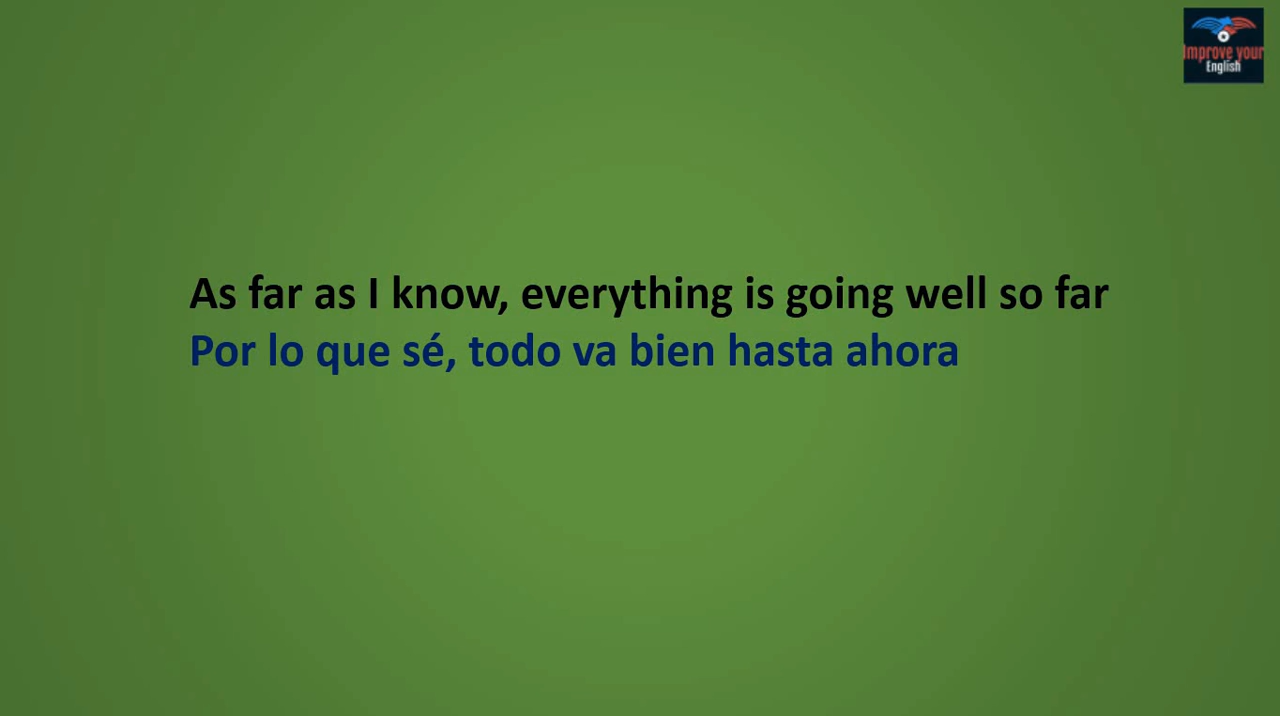 Improve your
English
As far as I know, everything is going well so far
Por lo que sé, todo va bien hasta ahora